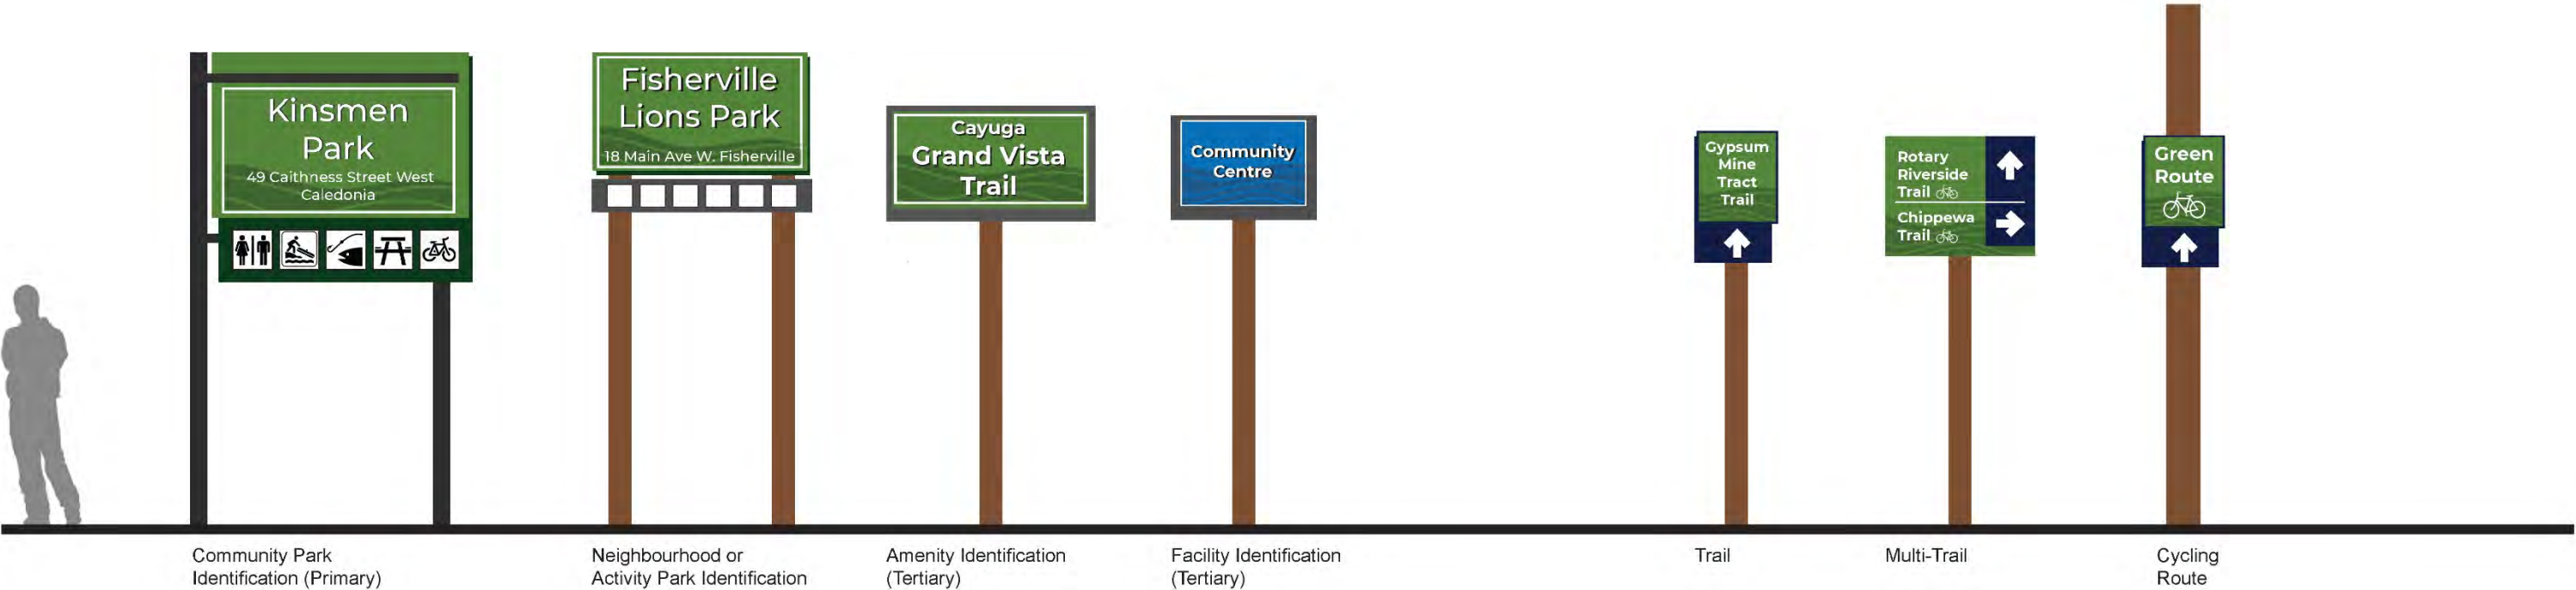 Kinsmen
Park
49 Caithness Street West
Caledonia
Fisherville
Lions Park
18 Main Ave W. Fisherville
Cayuga
Grand Vista
Trail
Community
Centre
Gypsum
Mine
Tract
Trail
Rotary
Riverside
Trail
Chippewa
Trail
Green
Route
Community Park
Identification (Primary)
Neighbourhood or
Activity Park Identification
Amenity Identification
(Tertiary)
Facility Identification
(Tertiary)
Trail
Multi-Trail
Cycling
Route